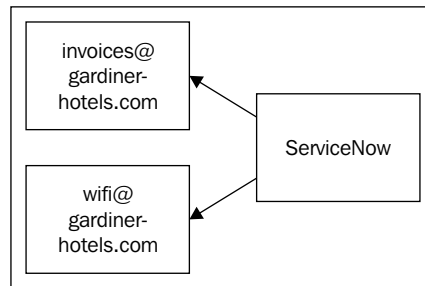 invoices@
gardiner-
hotels.com
ServiceNow
wifi@
gardiner-
hotels.com